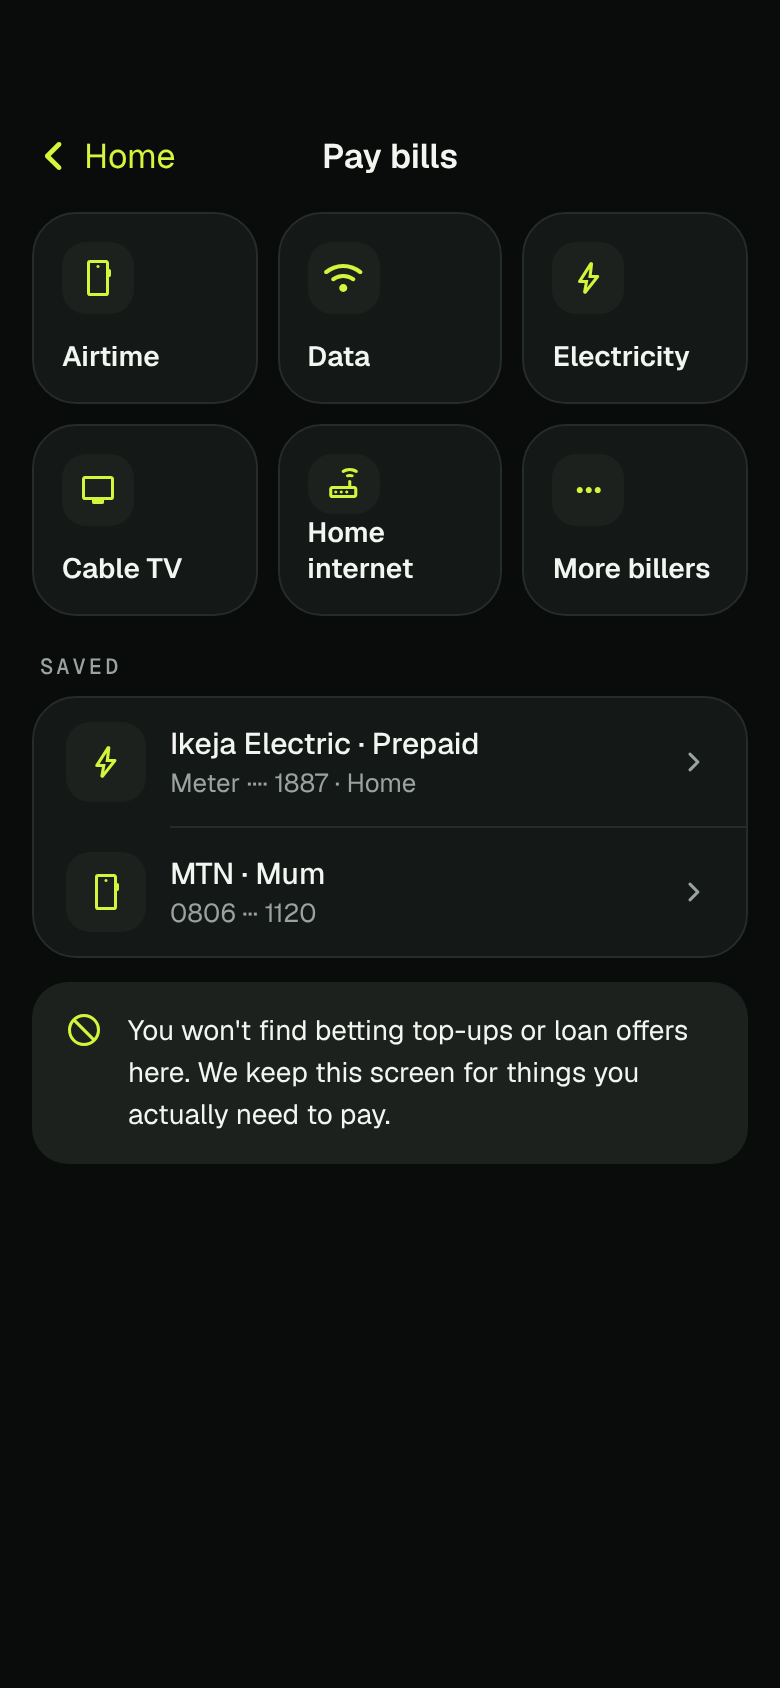 Home
Pay bills
Airtime
Data
Electricity
Cable TV
Home
internet
More billers
SAVED
Ikeja Electric · Prepaid
Meter ···· 1887 · Home
MTN · Mum
0806 ··· 1120
You won't find betting top-ups or loan offers
here. We keep this screen for things you
actually need to pay.